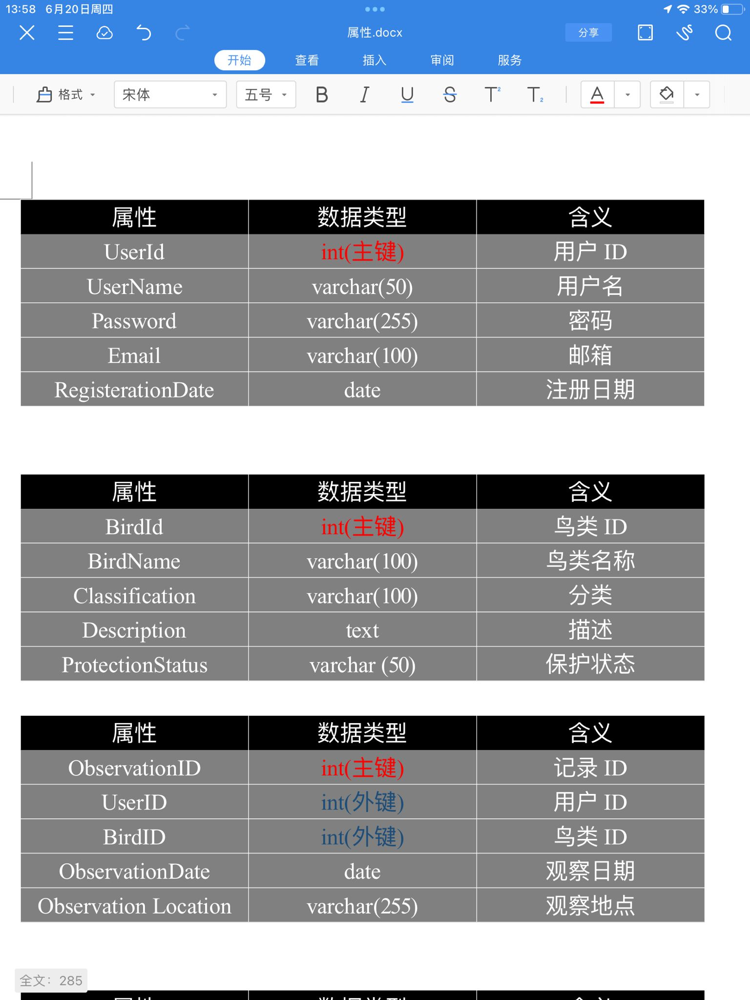 13:58 6月20日周四
33%
属性.docx
分享
开始 查看 插入 审阅 服务
格式 宋体 五号 B I U S T² T₂ A
属性 数据类型 含义
UserId int(主键) 用户 ID
UserName varchar(50) 用户名
Password varchar(255) 密码
Email varchar(100) 邮箱
RegisterationDate date 注册日期
属性 数据类型 含义
BirdId int(主键) 鸟类 ID
BirdName varchar(100) 鸟类名称
Classification varchar(100) 分类
Description text 描述
ProtectionStatus varchar (50) 保护状态
属性 数据类型 含义
ObservationID int(主键) 记录 ID
UserID int(外键) 用户 ID
BirdID int(外键) 鸟类 ID
ObservationDate date 观察日期
Observation Location varchar(255) 观察地点
全文：285
属性 数据类型 含义